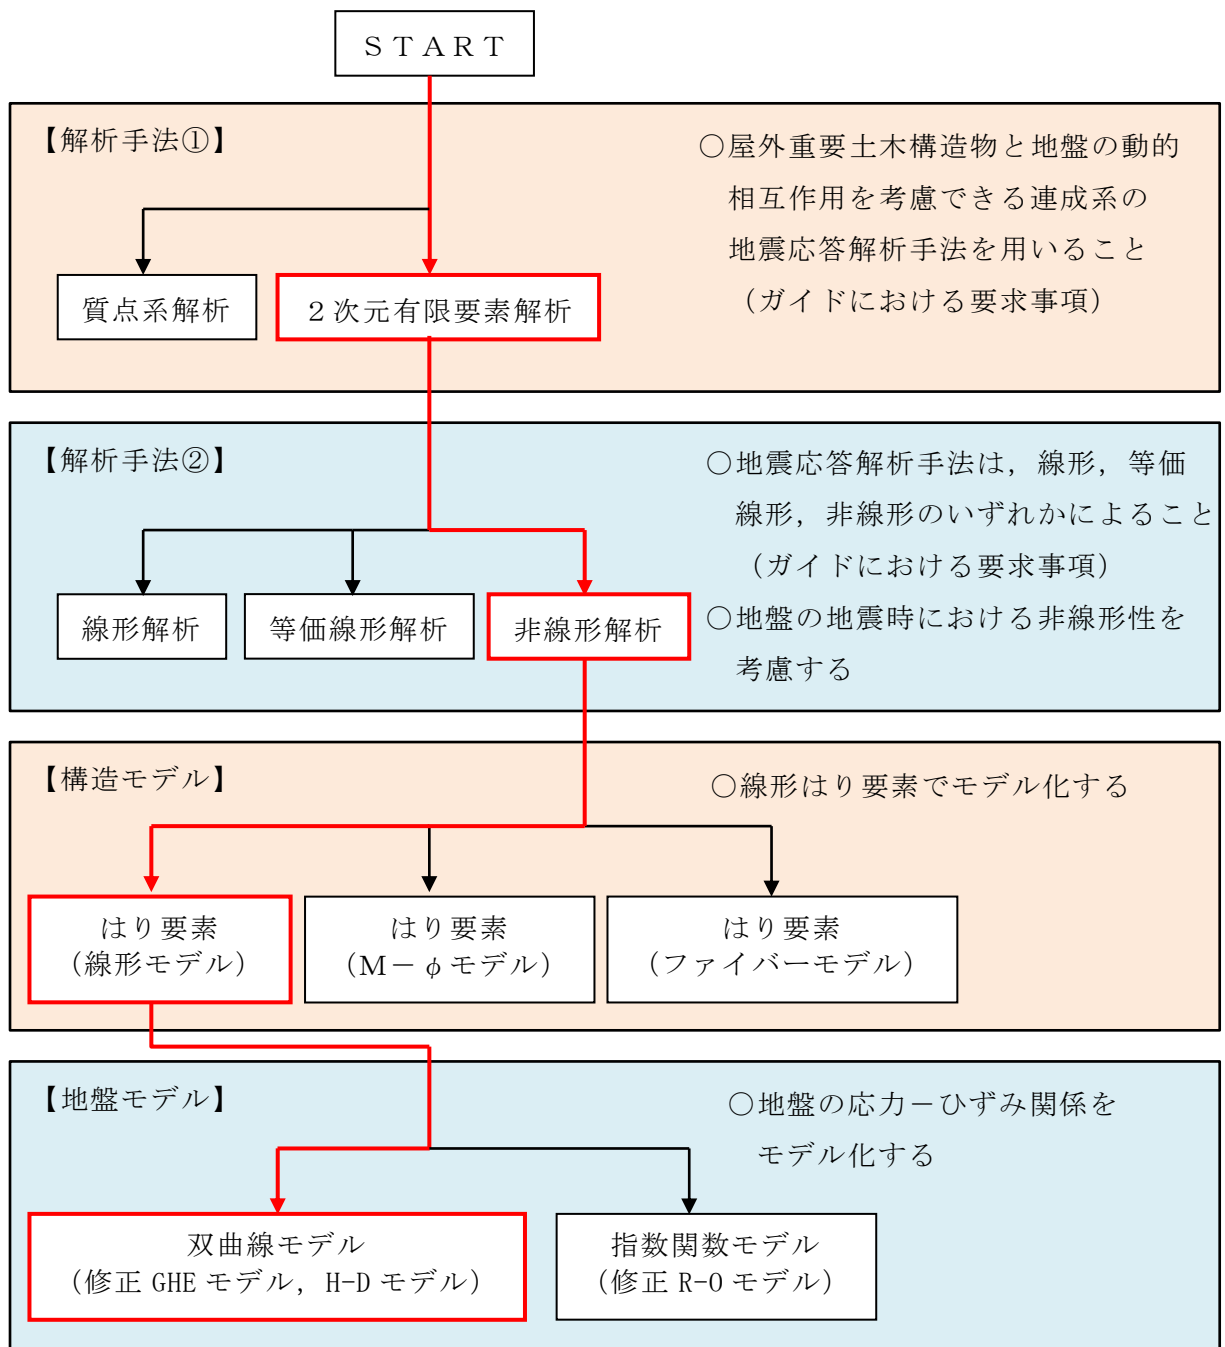 ＳＴＡＲＴ
【解析手法①】
○屋外重要土木構造物と地盤の動的
相互作用を考慮できる連成系の
地震応答解析手法を用いること
（ガイドにおける要求事項）
質点系解析
２次元有限要素解析
【解析手法②】
○地震応答解析手法は，線形，等価
線形，非線形のいずれかによること
（ガイドにおける要求事項）
○地盤の地震時における非線形性を
考慮する
線形解析
等価線形解析
非線形解析
【構造モデル】
○線形はり要素でモデル化する
はり要素
（線形モデル）
はり要素
（Ｍ－φモデル）
はり要素
（ファイバーモデル）
【地盤モデル】
○地盤の応力－ひずみ関係を
モデル化する
双曲線モデル
（修正 GHE モデル，H-D モデル）
指数関数モデル
（修正 R-O モデル）